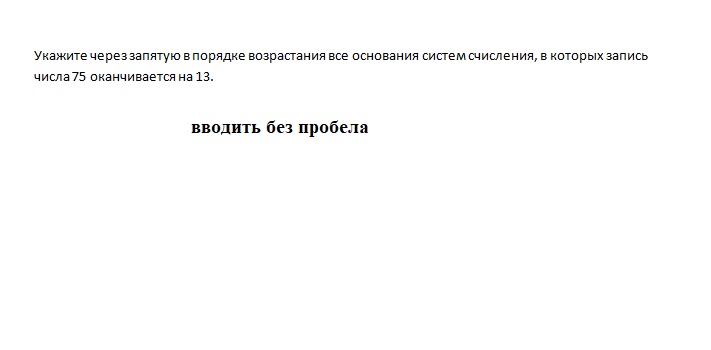 Укажите через запятую в порядке возрастания все основания систем счисления, в которых запись
числа 75 оканчивается на 13.
вводить без пробела